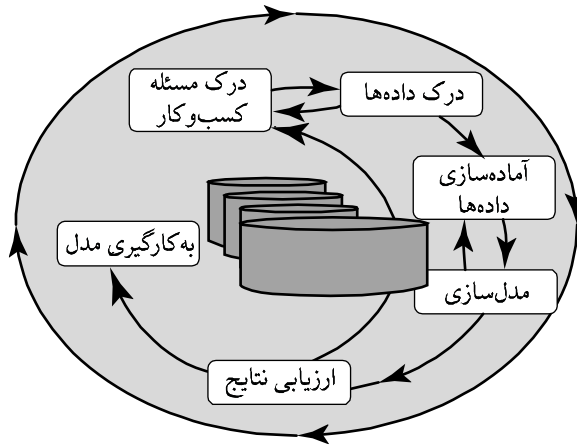 درک مسئله
کسب‌وکار
درک داده‌ها
آماده‌سازی
داده‌ها
مدل‌سازی
ارزیابی نتایج
به‌کارگیری مدل